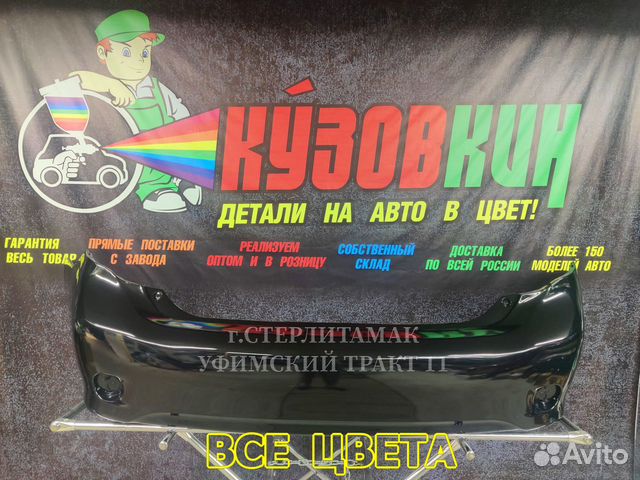 КУЗОВКИН
ДЕТАЛИ НА АВТО В ЦВЕТ!
ГАРАНТИЯ
ВЕСЬ ТОВАР
ПРЯМЫЕ ПОСТАВКИ
С ЗАВОДА
РЕАЛИЗУЕМ
ОПТОМ И В РОЗНИЦУ
СОБСТВЕННЫЙ
СКЛАД
ДОСТАВКА
ПО ВСЕЙ РОССИИ
БОЛЕЕ 150
МОДЕЛЕЙ АВТО
г.СТЕРЛИТАМАК
УФИМСКИЙ ТРАКТ 11
ВСЕ ЦВЕТА
Avito